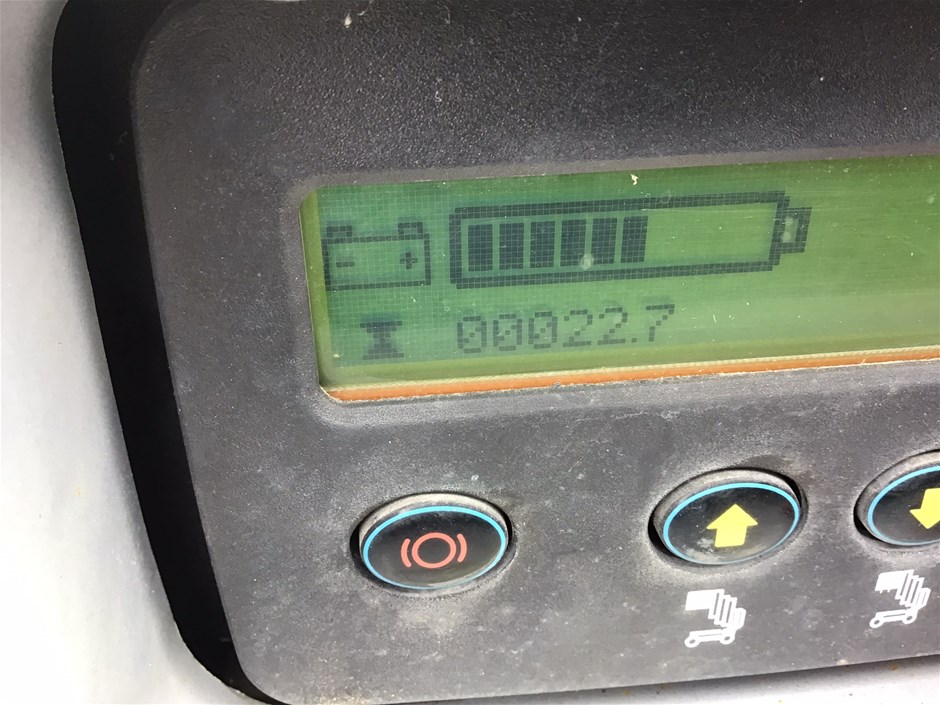 - +
00022.7